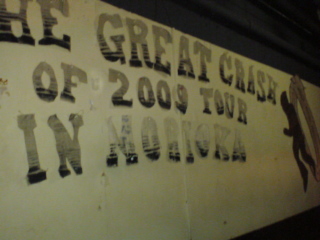 HE GREAT CRASH
OF 2009 TOUR
IN MORIOKA